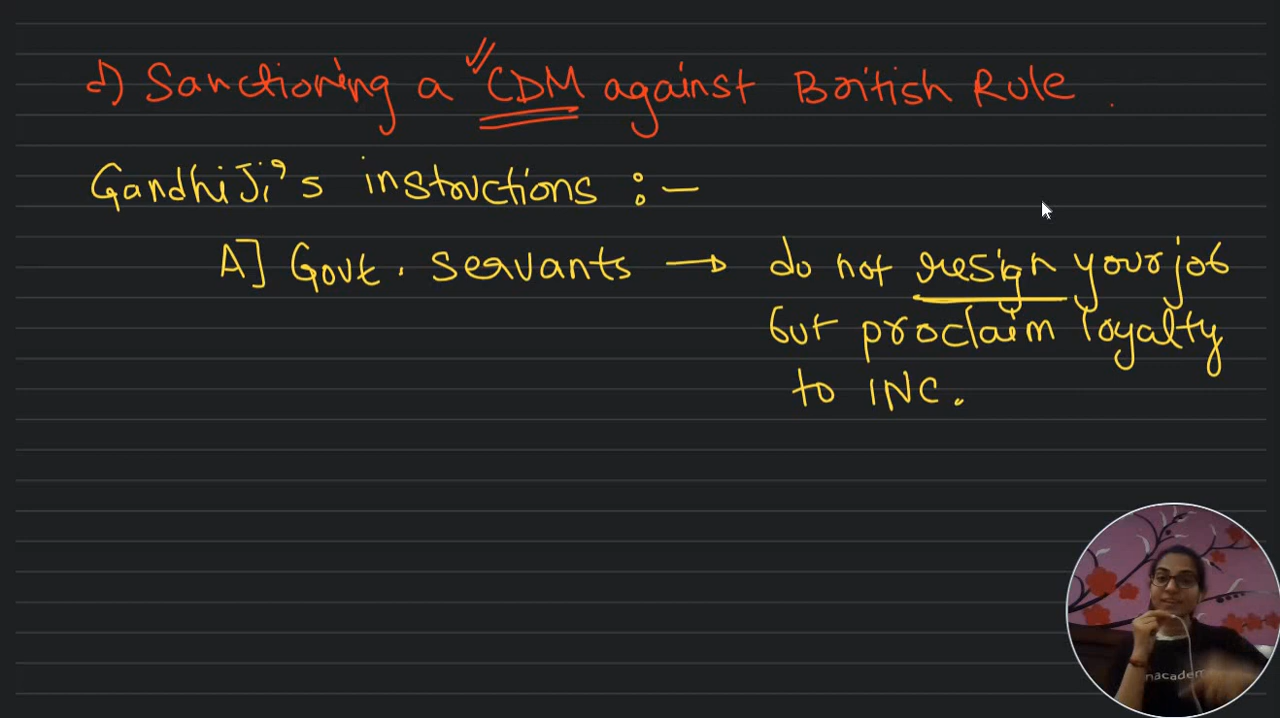 d) Sanctioning a CDM against British Rule.
GandhiJi's instructions :-
A] Govt. servants → do not resign your job
but proclaim loyalty
to INC.
nacadem